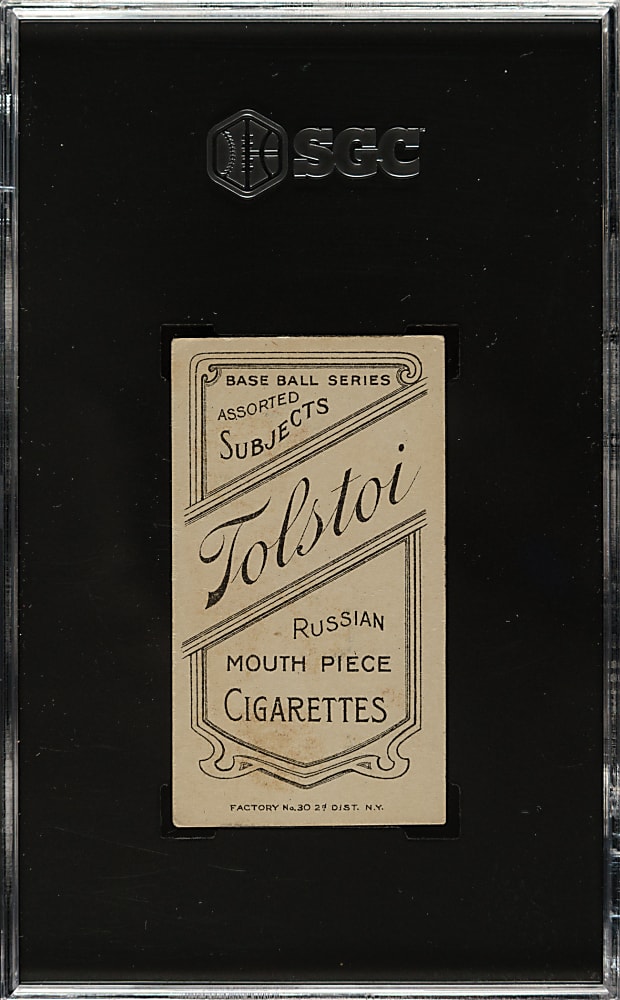 SGC
BASE BALL SERIES
ASSORTED
SUBJECTS
Tolstoi
RUSSIAN
MOUTH PIECE
CIGARETTES
FACTORY No. 30 2d DIST. N.Y.